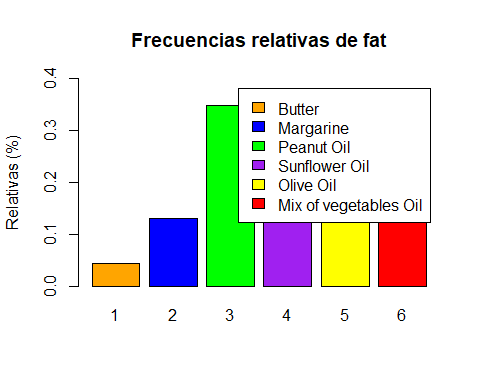 Frecuencias relativas de fat
Relativas (%)
0.4
0.3
0.2
0.1
0.0
Butter
Margarine
Peanut Oil
Sunflower Oil
Olive Oil
Mix of vegetables Oil
1 2 3 4 5 6